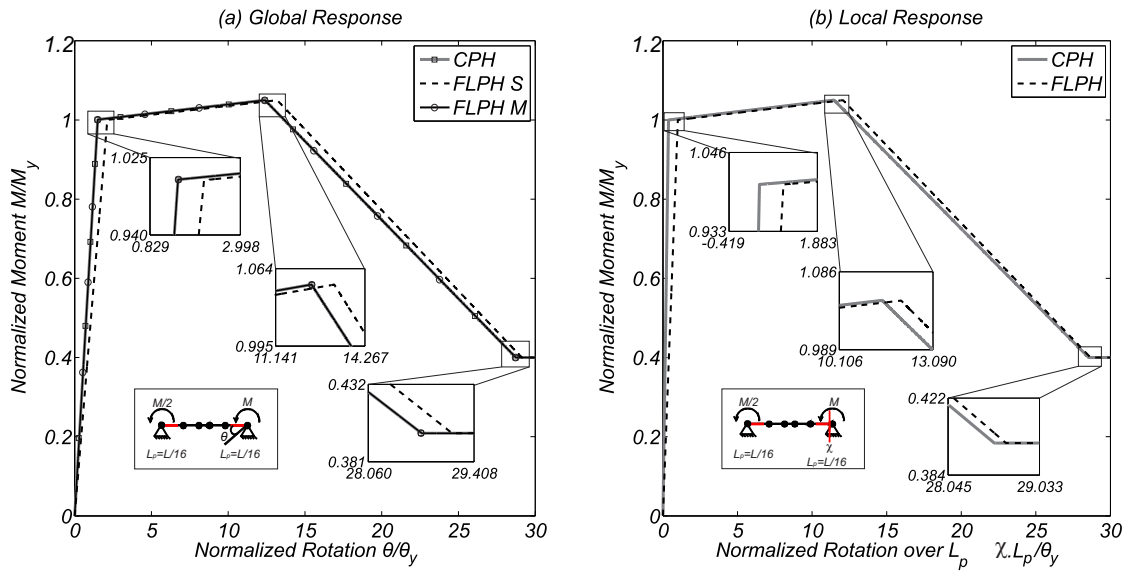 (a) Global Response
Normalized Moment M/My
1.2
1
0.8
0.6
0.4
0.2
0
0
5
10
15
20
25
30
Normalized Rotation θ/θy
CPH
FLPH S
FLPH M
1.025
0.940
0.829
2.998
1.064
0.995
11.141
14.267
0.432
0.381
28.060
29.408
M/2
M
θ
Lp=L/16
Lp=L/16
(b) Local Response
Normalized Moment M/My
1.2
1
0.8
0.6
0.4
0.2
0
0
5
10
15
20
25
30
Normalized Rotation over Lp χ.Lp/θy
CPH
FLPH
1.046
0.933
-0.419
1.883
1.086
0.989
10.106
13.090
0.422
0.384
28.045
29.033
M/2
M
χ
Lp=L/16
Lp=L/16